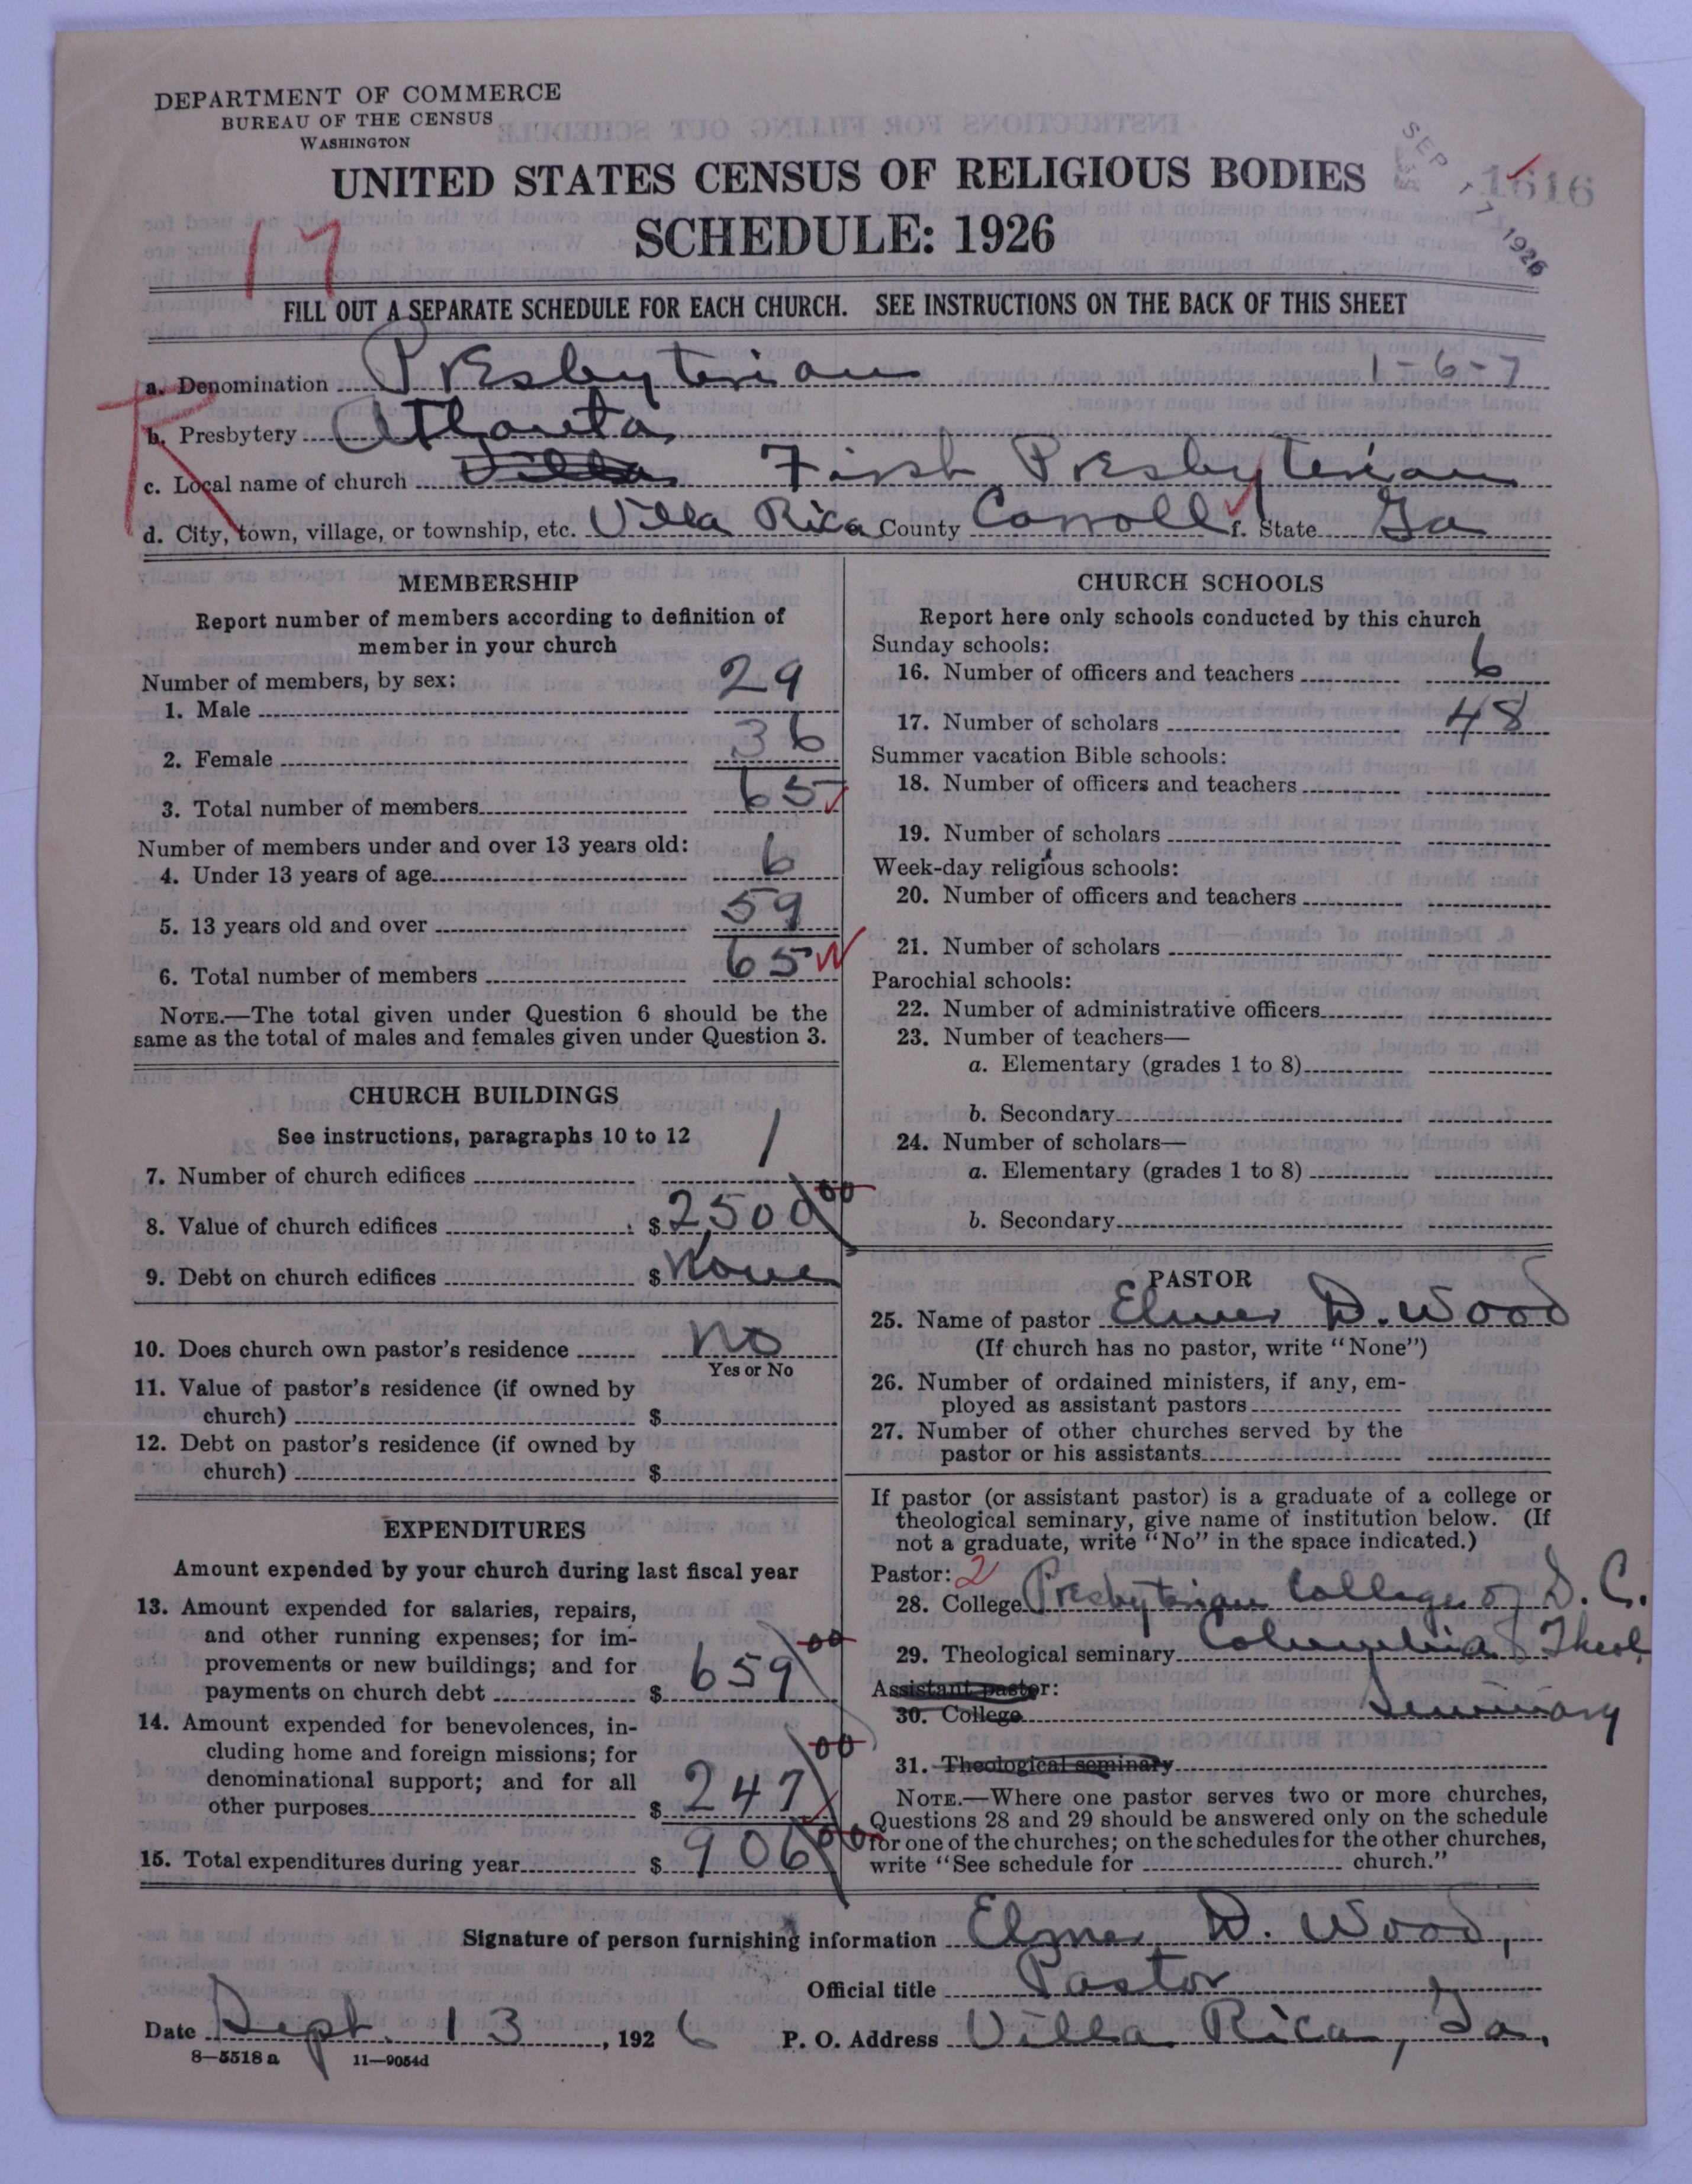 DEPARTMENT OF COMMERCE
BUREAU OF THE CENSUS
WASHINGTON
UNITED STATES CENSUS OF RELIGIOUS BODIES
SCHEDULE: 1926
SEP 17 1926
1616
17
FILL OUT A SEPARATE SCHEDULE FOR EACH CHURCH. SEE INSTRUCTIONS ON THE BACK OF THIS SHEET
a. Denomination Presbyterian 1-6-7
b. Presbytery Atlanta
c. Local name of church Villa First Presbyterian
d. City, town, village, or township, etc. Villa Rica County Carroll f. State Ga
MEMBERSHIP
Report number of members according to definition of
member in your church
Number of members, by sex:
1. Male 29
2. Female 36
3. Total number of members 65
Number of members under and over 13 years old:
4. Under 13 years of age 6
5. 13 years old and over 59
6. Total number of members 65
NOTE.—The total given under Question 6 should be the
same as the total of males and females given under Question 3.
CHURCH BUILDINGS
See instructions, paragraphs 10 to 12
7. Number of church edifices 1
8. Value of church edifices $ 2,500 00
9. Debt on church edifices $ None
10. Does church own pastor's residence No
Yes or No
11. Value of pastor's residence (if owned by
church) $
12. Debt on pastor's residence (if owned by
church) $
EXPENDITURES
Amount expended by your church during last fiscal year
13. Amount expended for salaries, repairs,
and other running expenses; for im-
provements or new buildings; and for
payments on church debt $ 659 00
14. Amount expended for benevolences, in-
cluding home and foreign missions; for
denominational support; and for all
other purposes $ 247 00
15. Total expenditures during year $ 906 00
CHURCH SCHOOLS
Report here only schools conducted by this church
Sunday schools:
16. Number of officers and teachers 6
17. Number of scholars 48
Summer vacation Bible schools:
18. Number of officers and teachers
19. Number of scholars
Week-day religious schools:
20. Number of officers and teachers
21. Number of scholars
Parochial schools:
22. Number of administrative officers
23. Number of teachers—
a. Elementary (grades 1 to 8)
b. Secondary
24. Number of scholars—
a. Elementary (grades 1 to 8)
b. Secondary
PASTOR
25. Name of pastor Elmer D. Wood
(If church has no pastor, write "None")
26. Number of ordained ministers, if any, em-
ployed as assistant pastors
27. Number of other churches served by the
pastor or his assistants
If pastor (or assistant pastor) is a graduate of a college or
theological seminary, give name of institution below. (If
not a graduate, write "No" in the space indicated.)
Pastor: 2
28. College Presbyterian College of S. C.
29. Theological seminary Columbia Theol.
Seminary
Assistant pastor:
30. College
31. Theological seminary
NOTE.—Where one pastor serves two or more churches,
Questions 28 and 29 should be answered only on the schedule
for one of the churches; on the schedules for the other churches,
write "See schedule for church."
Signature of person furnishing information Elmer D. Wood,
Official title Pastor
Date Sept. 13, 1926 P. O. Address Villa Rica, Ga.
8—5518 a 11—9054d